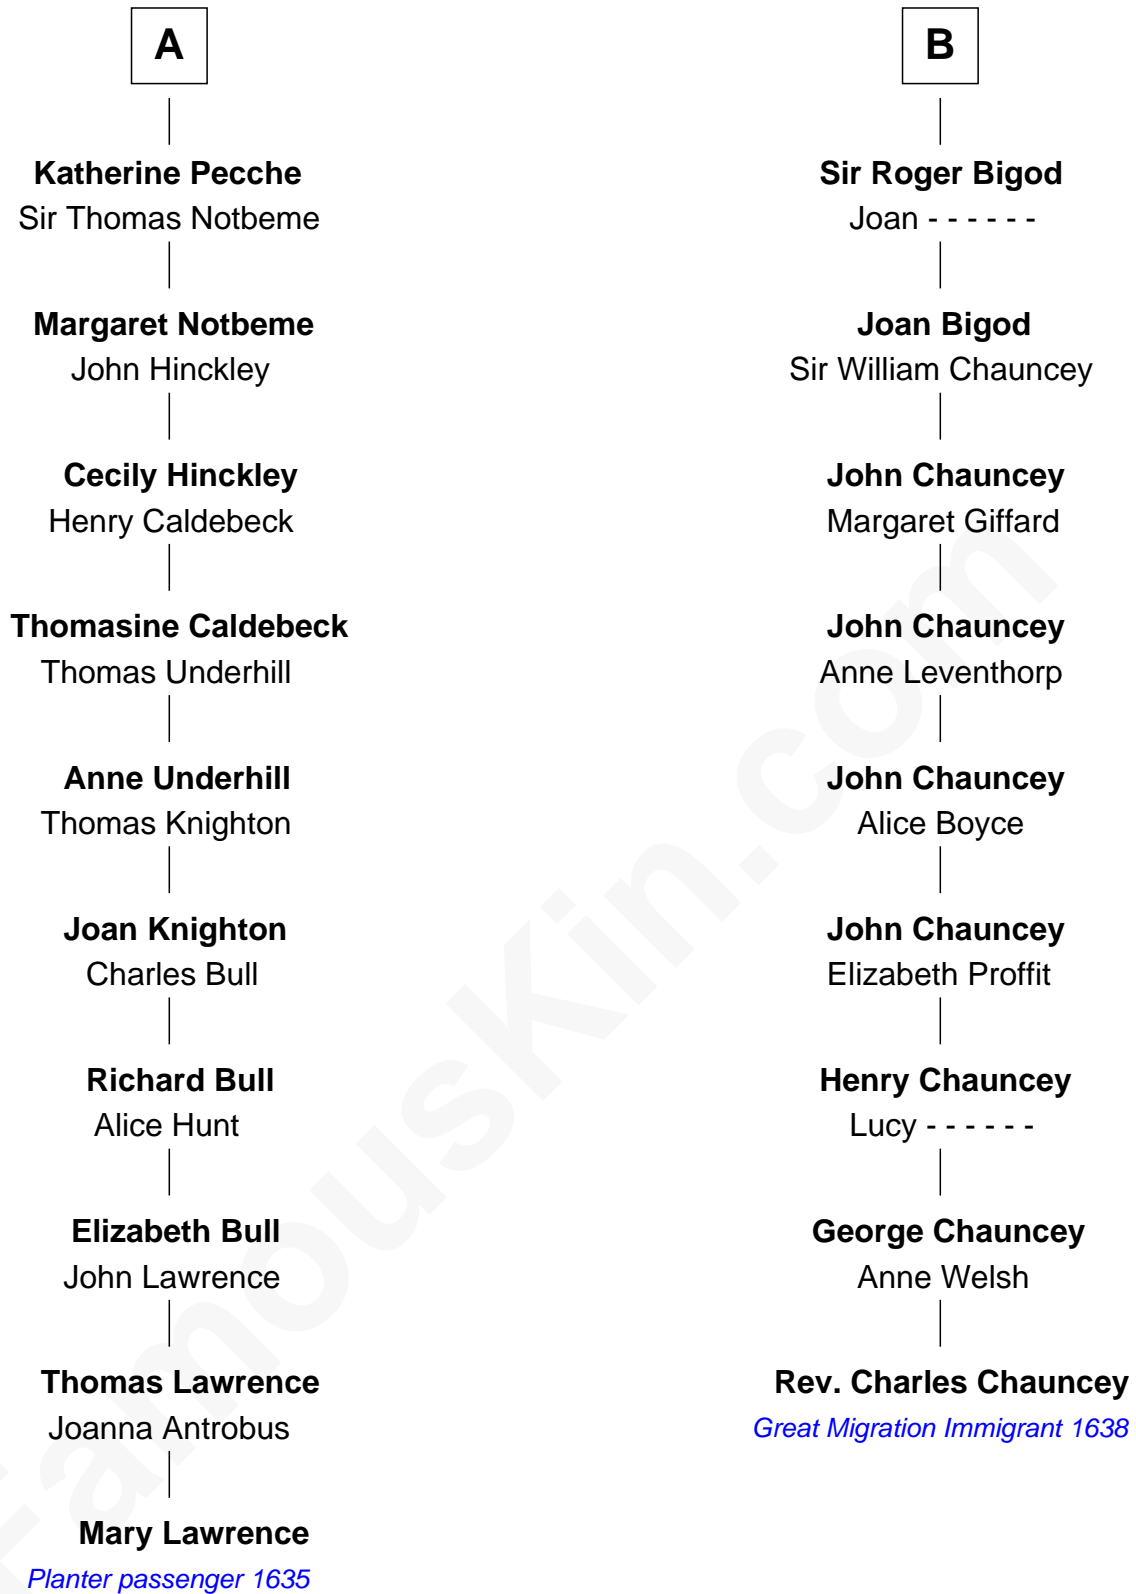 A
Katherine Pecche
Sir Thomas Notbeme
Margaret Notbeme
John Hinckley
Cecily Hinckley
Henry Caldebeck
Thomasine Caldebeck
Thomas Underhill
Anne Underhill
Thomas Knighton
Joan Knighton
Charles Bull
Richard Bull
Alice Hunt
Elizabeth Bull
John Lawrence
Thomas Lawrence
Joanna Antrobus
Mary Lawrence
Planter passenger 1635
B
Sir Roger Bigod
Joan - - - - - -
Joan Bigod
Sir William Chauncey
John Chauncey
Margaret Giffard
John Chauncey
Anne Leventhorp
John Chauncey
Alice Boyce
John Chauncey
Elizabeth Proffit
Henry Chauncey
Lucy - - - - - -
George Chauncey
Anne Welsh
Rev. Charles Chauncey
Great Migration Immigrant 1638
FamousKin.com